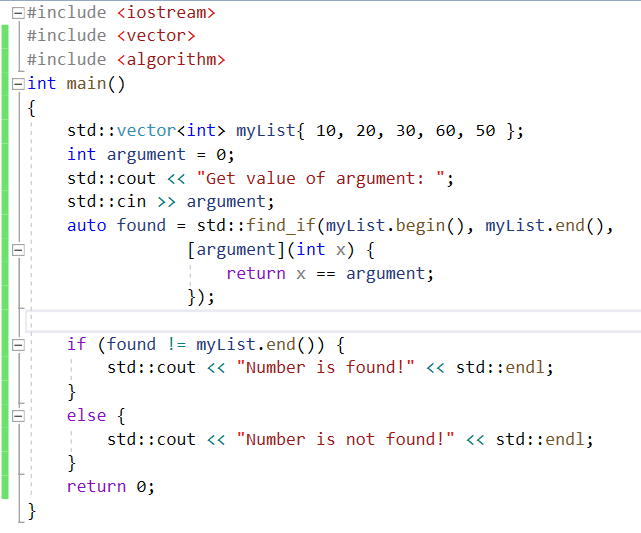 #include <iostream>
#include <vector>
#include <algorithm>
int main()
{
    std::vector<int> myList{ 10, 20, 30, 60, 50 };
    int argument = 0;
    std::cout << "Get value of argument: ";
    std::cin >> argument;
    auto found = std::find_if(myList.begin(), myList.end(),
                [argument](int x) {
                    return x == argument;
                });

    if (found != myList.end()) {
        std::cout << "Number is found!" << std::endl;
    }
    else {
        std::cout << "Number is not found!" << std::endl;
    }
    return 0;
}